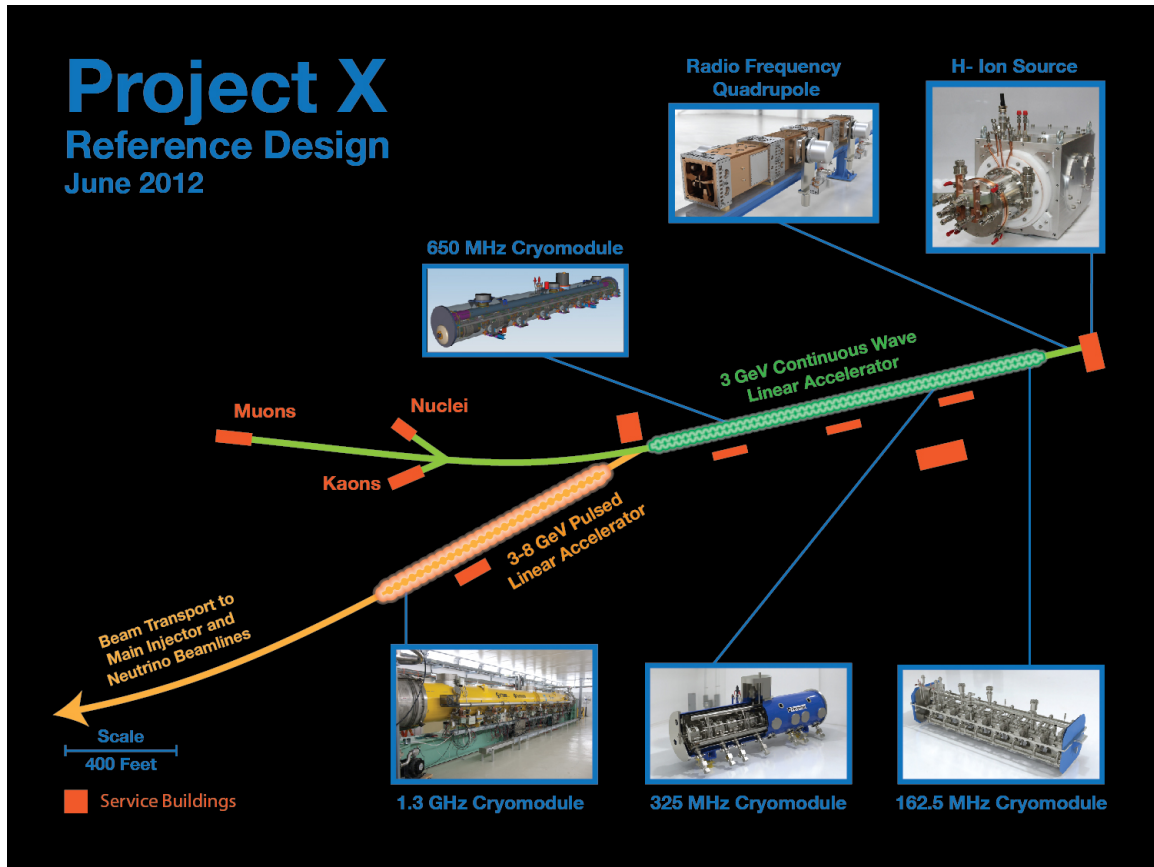 Project X
Reference Design
June 2012
Radio Frequency
Quadrupole
H- Ion Source
650 MHz Cryomodule
3 GeV Continuous Wave
Linear Accelerator
Muons
Nuclei
Kaons
3-8 GeV Pulsed
Linear Accelerator
Beam Transport to
Main Injector and
Neutrino Beamlines
Scale
400 Feet
Service Buildings
1.3 GHz Cryomodule
325 MHz Cryomodule
162.5 MHz Cryomodule